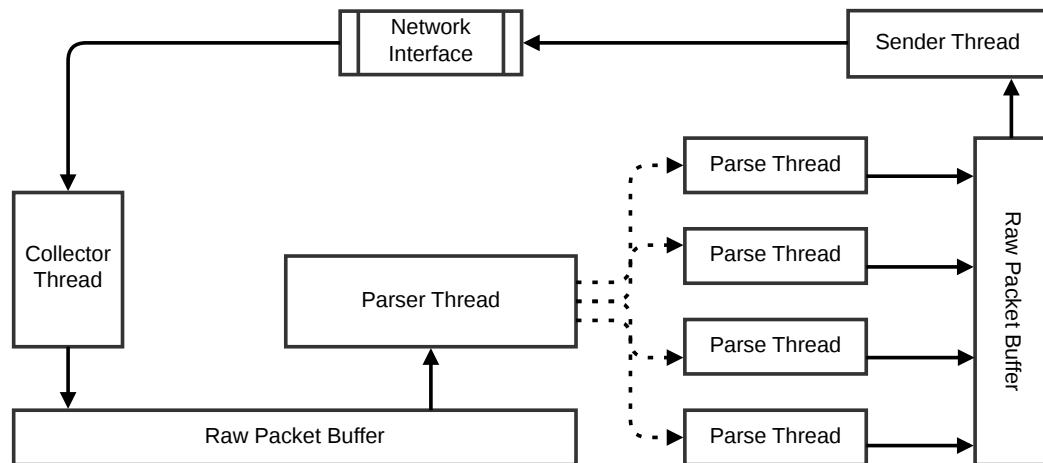 Network
Interface
Sender Thread
Parse Thread
Collector
Thread
Parse Thread
Parser Thread
Raw Packet Buffer
Parse Thread
Raw Packet Buffer
Parse Thread